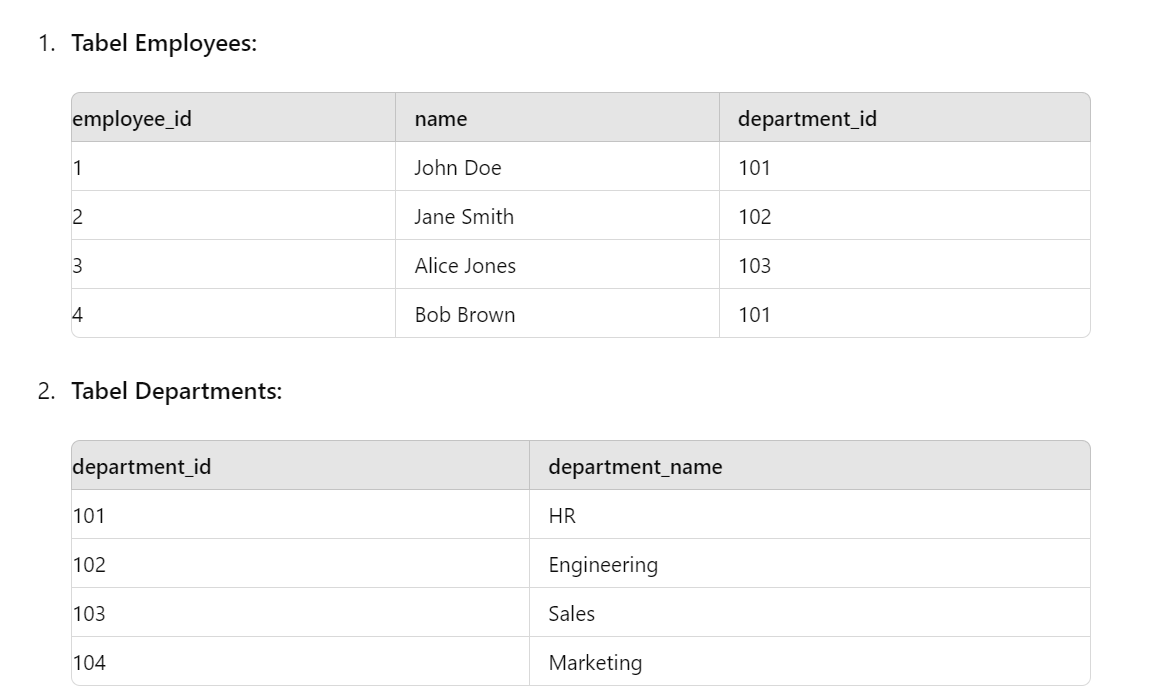 1. Tabel Employees:
employee_id name department_id
1 John Doe 101
2 Jane Smith 102
3 Alice Jones 103
4 Bob Brown 101
2. Tabel Departments:
department_id department_name
101 HR
102 Engineering
103 Sales
104 Marketing